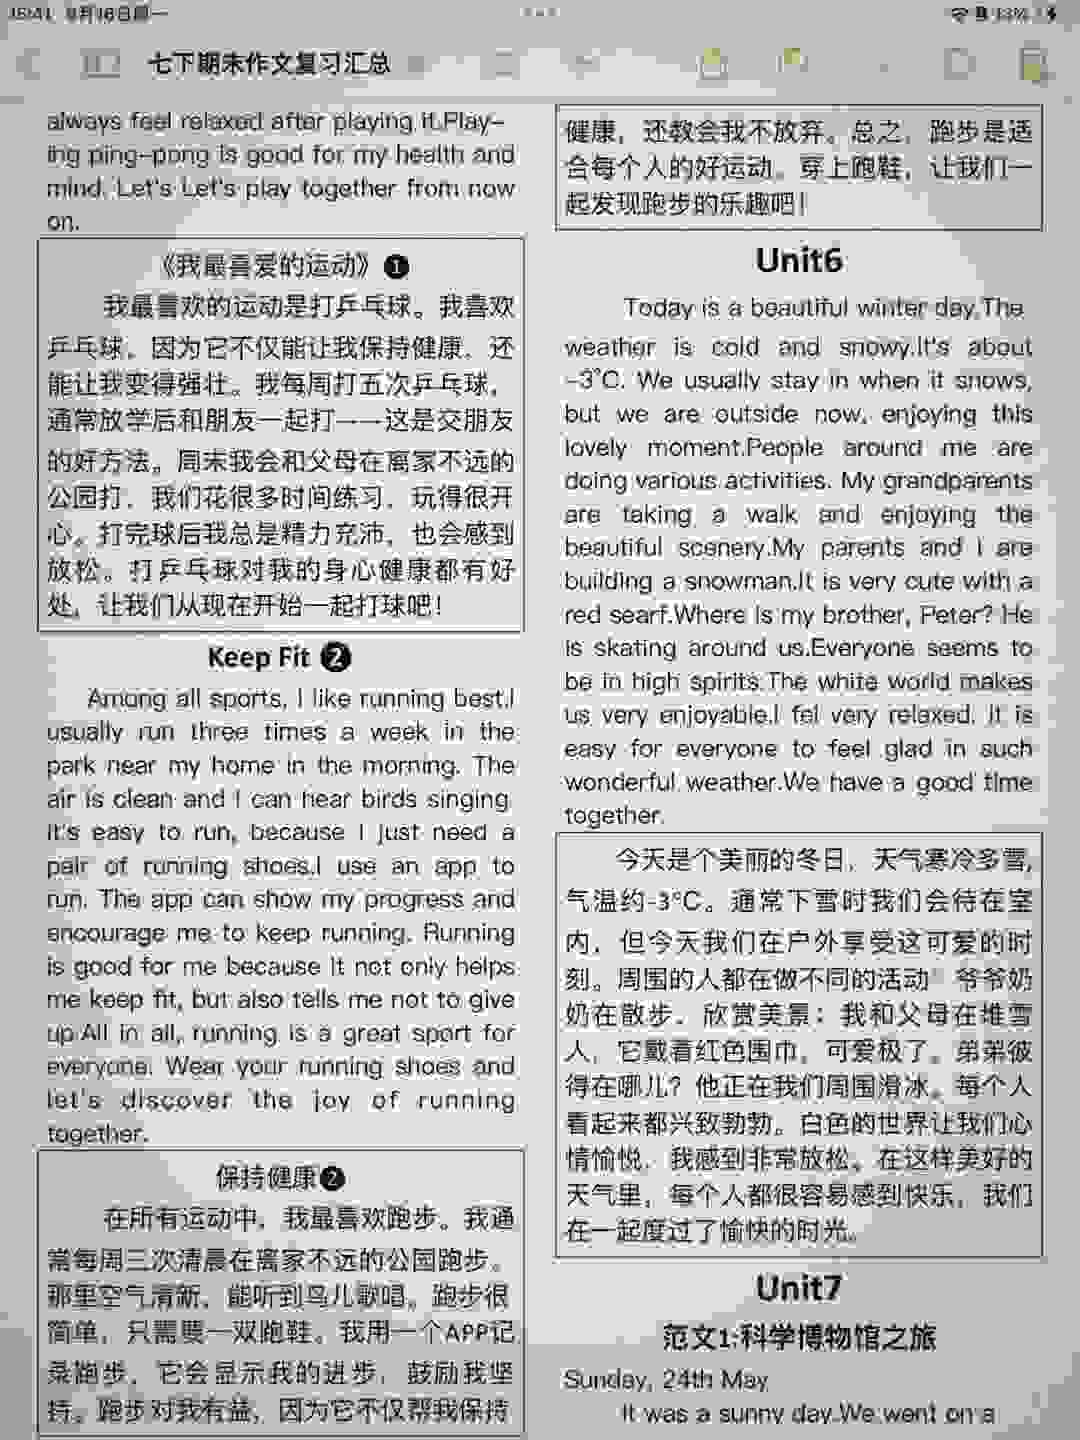 七下期末作文复习汇总
always feel relaxed after playing it.Play-
ing ping-pong is good for my health and
mind. Let's Let's play together from now
on.
《我最喜爱的运动》❶
我最喜欢的运动是打乒乓球。我喜欢
乒乓球，因为它不仅能让我保持健康，还
能让我变得强壮。我每周打五次乒乓球，
通常放学后和朋友一起打——这是交朋友
的好方法。周末我会和父母在离家不远的
公园打，我们花很多时间练习，玩得很开
心。打完球后我总是精力充沛，也会感到
放松。打乒乓球对我的身心健康都有好
处，让我们从现在开始一起打球吧！
Keep Fit ❷
Among all sports, I like running best.I
usually run three times a week in the
park near my home in the morning. The
air is clean and I can hear birds singing.
It's easy to run, because I just need a
pair of running shoes.I use an app to
run. The app can show my progress and
encourage me to keep running. Running
is good for me because it not only helps
me keep fit, but also tells me not to give
up.All in all, running is a great sport for
everyone. Wear your running shoes and
let's discover the joy of running
together.
保持健康❷
在所有运动中，我最喜欢跑步。我通
常每周三次清晨在离家不远的公园跑步。
那里空气清新，能听到鸟儿歌唱。跑步很
简单，只需要一双跑鞋。我用一个APP记
录跑步，它会显示我的进步，鼓励我坚
持。跑步对我有益，因为它不仅帮我保持
健康，还教会我不放弃。总之，跑步是适
合每个人的好运动。穿上跑鞋，让我们一
起发现跑步的乐趣吧！
Unit6
Today is a beautiful winter day.The
weather is cold and snowy.It's about
-3°C. We usually stay in when it snows,
but we are outside now, enjoying this
lovely moment.People around me are
doing various activities. My grandparents
are taking a walk and enjoying the
beautiful scenery.My parents and I are
building a snowman.It is very cute with a
red searf.Where is my brother, Peter? He
is skating around us.Everyone seems to
be in high spirits.The white world makes
us very enjoyable.I fel very relaxed. It is
easy for everyone to feel glad in such
wonderful weather.We have a good time
together.
今天是个美丽的冬日，天气寒冷多雪，
气温约-3°C。通常下雪时我们会待在室
内，但今天我们在户外享受这可爱的时
刻。周围的人都在做不同的活动 爷爷奶
奶在散步，欣赏美景；我和父母在堆雪
人，它戴着红色围巾，可爱极了。弟弟彼
得在哪儿？他正在我们周围滑冰。每个人
看起来都兴致勃勃。白色的世界让我们心
情愉悦，我感到非常放松。在这样美好的
天气里，每个人都很容易感到快乐，我们
在一起度过了愉快的时光。
Unit7
范文1:科学博物馆之旅
Sunday, 24th May
It was a sunny day.We went on a